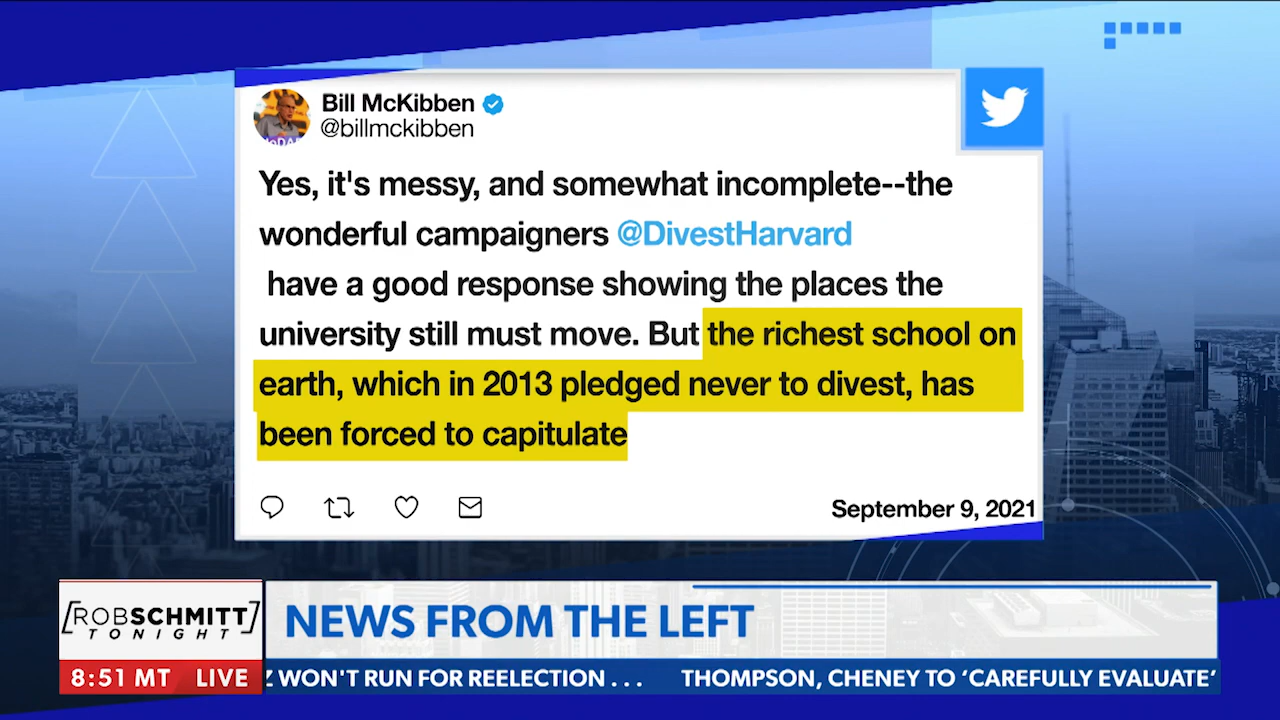 Bill McKibben
@billmckibben
Yes, it's messy, and somewhat incomplete--the
wonderful campaigners @DivestHarvard
have a good response showing the places the
university still must move. But the richest school on
earth, which in 2013 pledged never to divest, has
been forced to capitulate
September 9, 2021
[ROBSCHMITT]
TONIGHT
NEWS FROM THE LEFT
8:51 MT LIVE
Z WON'T RUN FOR REELECTION . . . THOMPSON, CHENEY TO ‘CAREFULLY EVALUATE’